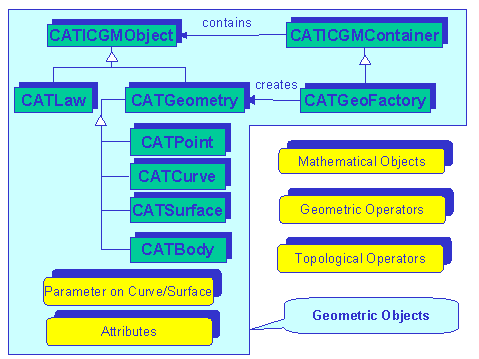 contains
CATICGMObject
CATICGMContainer
creates
CATLaw
CATGeometry
CATGeoFactory
CATPoint
CATCurve
CATSurface
CATBody
Mathematical Objects
Geometric Operators
Topological Operators
Parameter on Curve/Surface
Attributes
Geometric Objects